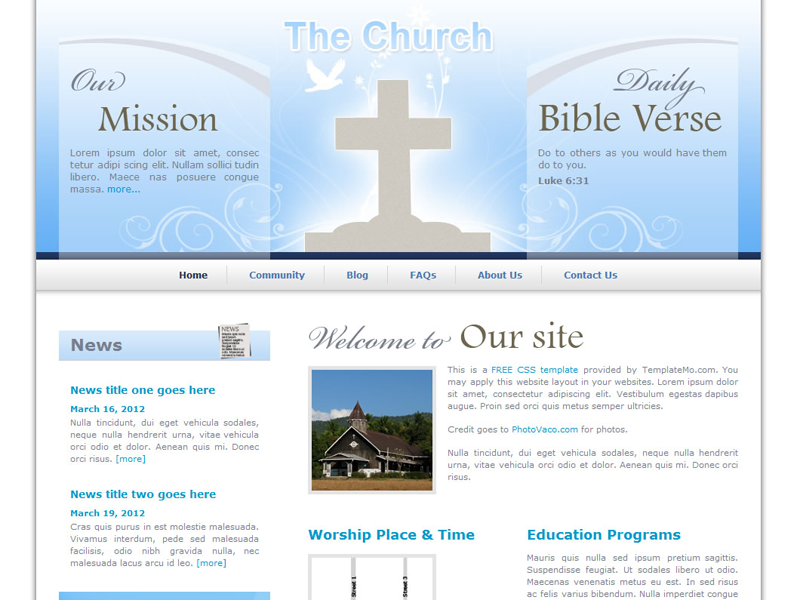 The Church
Our
Mission
Lorem ipsum dolor sit amet, consec
tetur adipi scing elit. Nullam sollici tudin
libero. Maece nas posuere congue
massa. more...
Daily
Bible Verse
Do to others as you would have them
do to you.
Luke 6:31
Home
Community
Blog
FAQs
About Us
Contact Us
News
NEWS
News title one goes here
March 16, 2012
Nulla tincidunt, dui eget vehicula sodales,
neque nulla hendrerit urna, vitae vehicula
orci odio et dolor. Aenean quis mi. Donec
orci risus. [more]
News title two goes here
March 19, 2012
Cras quis purus in est molestie malesuada.
Vivamus interdum, pede sed malesuada
facilisis, odio nibh gravida nulla, nec
malesuada lacus arcu id leo. [more]
Welcome to Our site
This is a FREE CSS template provided by TemplateMo.com. You
may apply this website layout in your websites. Lorem ipsum dolor
sit amet, consectetur adipiscing elit. Vestibulum egestas dapibus
augue. Proin sed orci quis metus semper ultricies.
Credit goes to PhotoVaco.com for photos.
Nulla tincidunt, dui eget vehicula sodales, neque nulla hendrerit
urna, vitae vehicula orci odio et dolor. Aenean quis mi. Donec orci
risus.
Worship Place & Time
Street 1
Street 3
Education Programs
Mauris quis nulla sed ipsum pretium sagittis.
Suspendisse feugiat. Ut sodales libero ut odio.
Maecenas venenatis metus eu est. In sed risus
ac felis varius bibendum. Nulla imperdiet congue